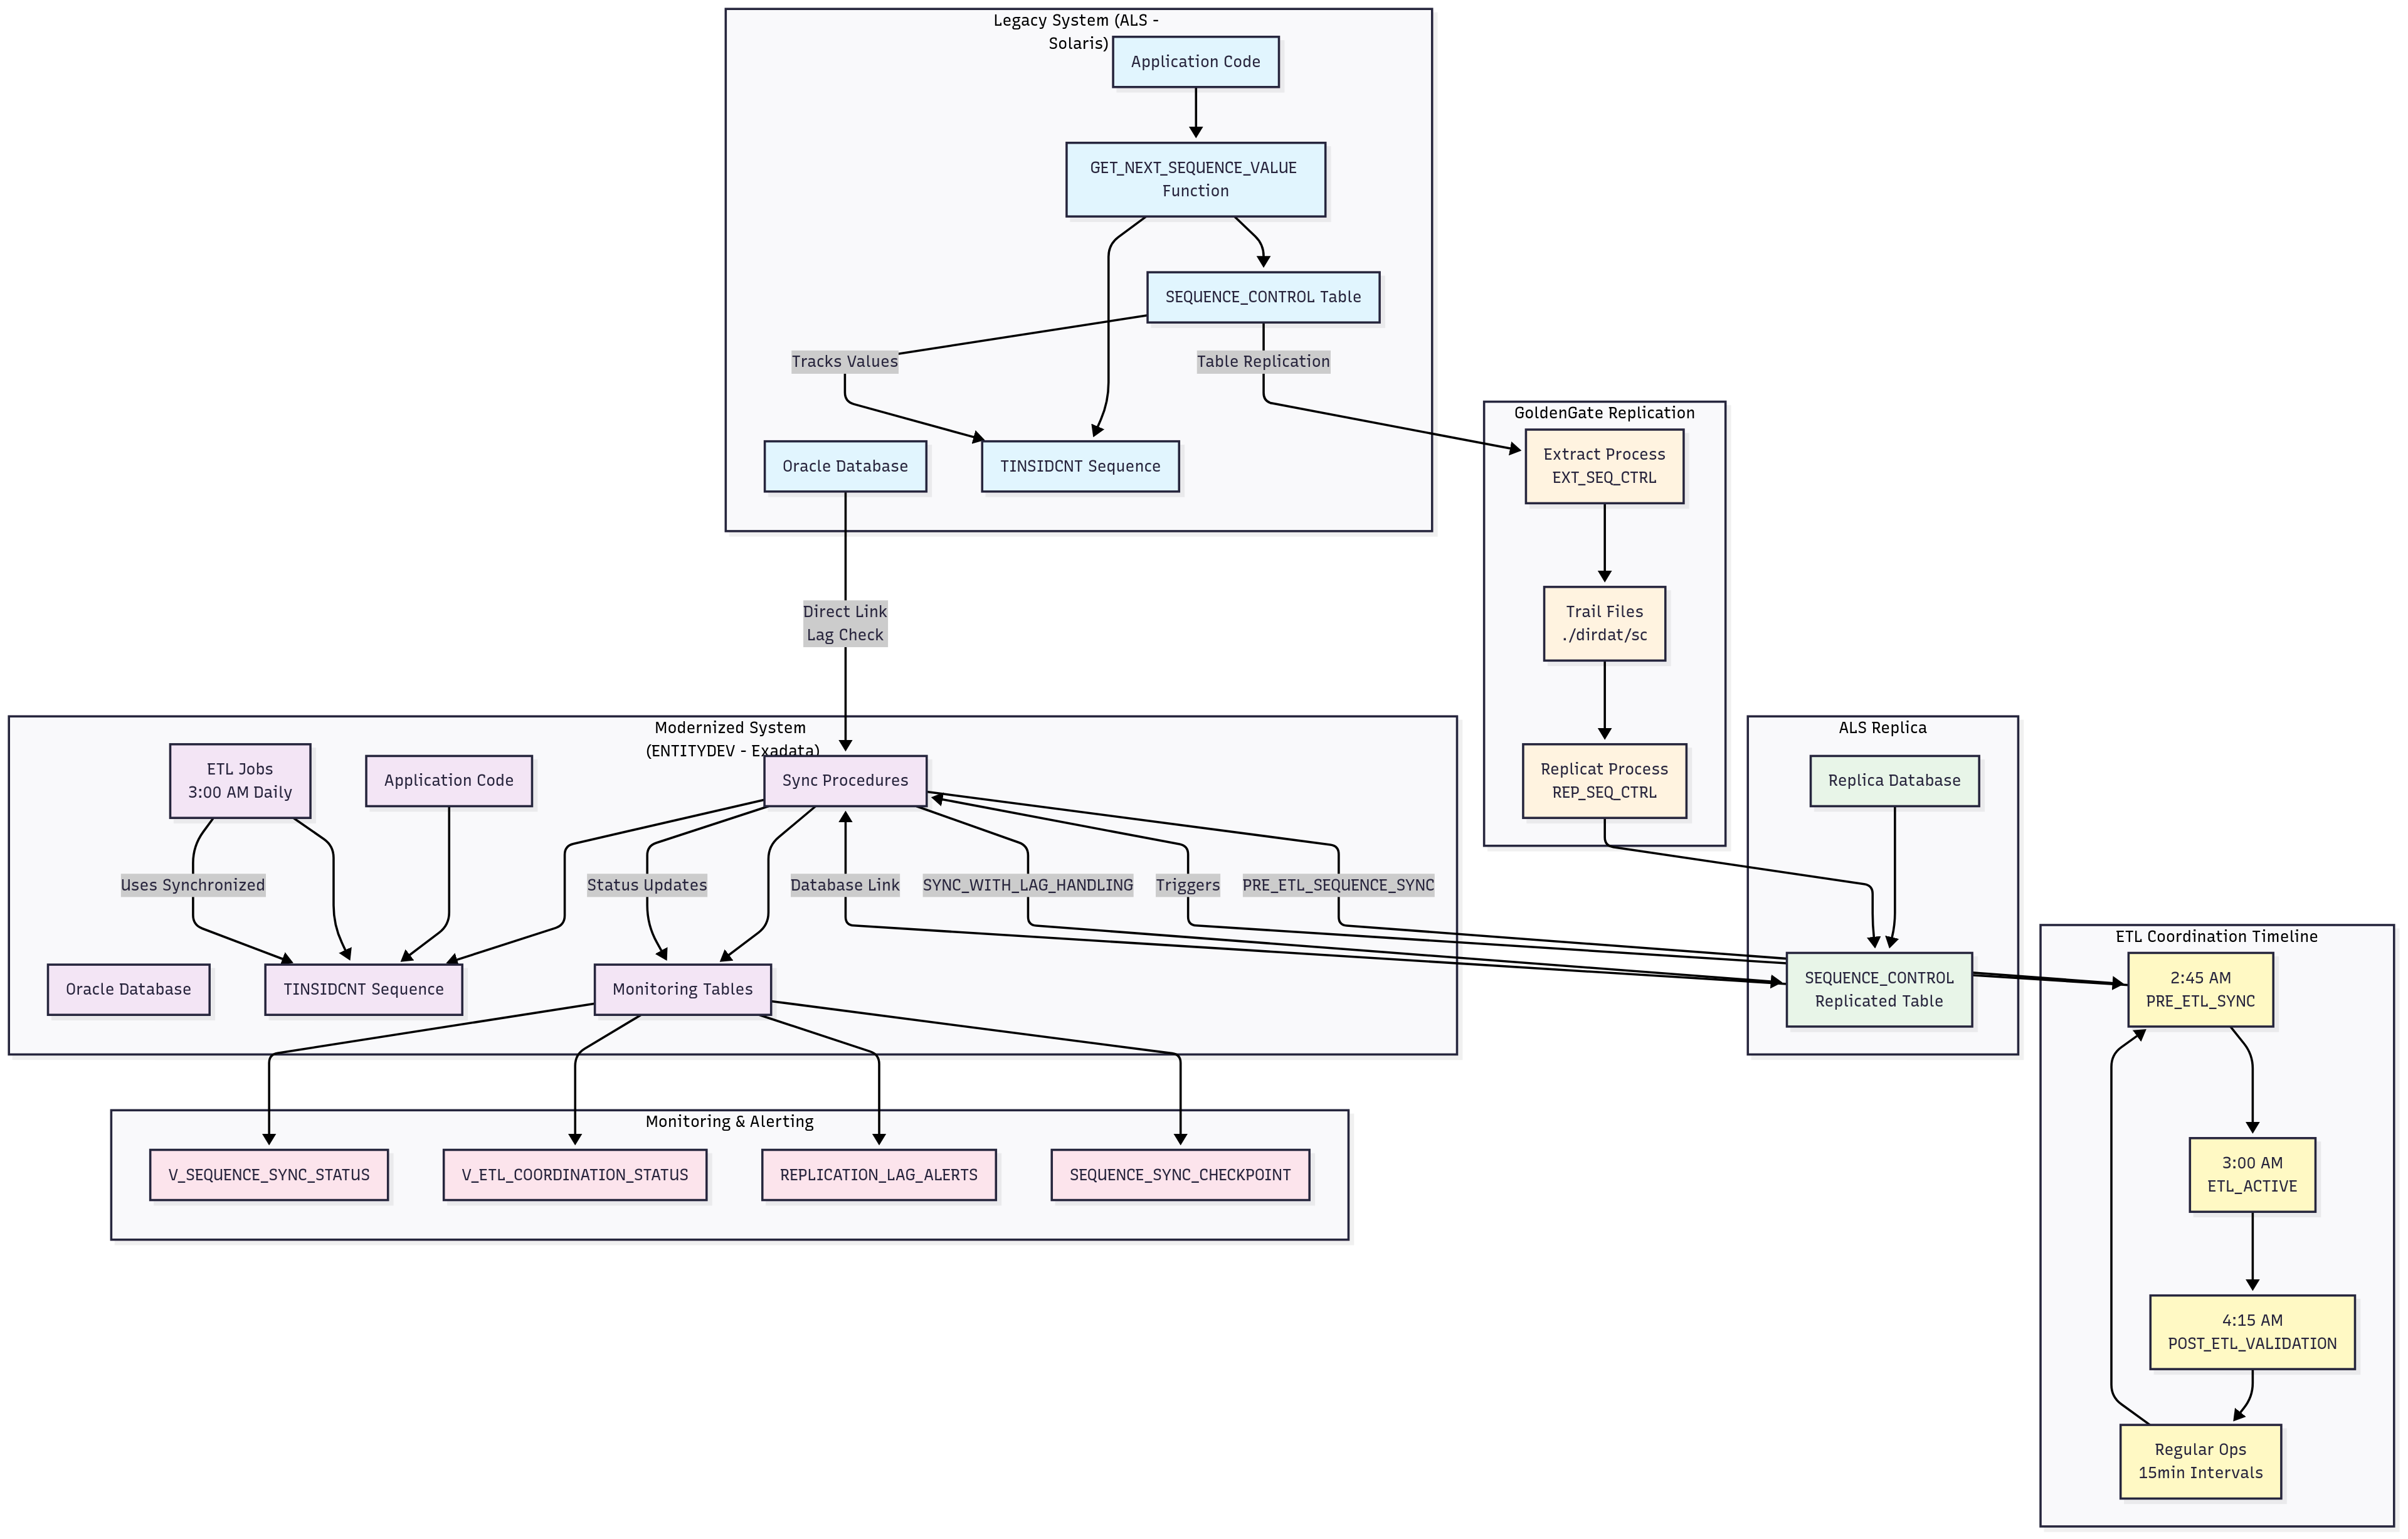 Legacy System (ALS -
Solaris)
Application Code
GET_NEXT_SEQUENCE_VALUE
Function
SEQUENCE_CONTROL Table
Tracks Values
Table Replication
Oracle Database
TINSIDCNT Sequence
GoldenGate Replication
Extract Process
EXT_SEQ_CTRL
Trail Files
./dirdat/sc
Replicat Process
REP_SEQ_CTRL
Direct Link
Lag Check
Modernized System
(ENTITYDEV - Exadata)
ETL Jobs
3:00 AM Daily
Application Code
Sync Procedures
Uses Synchronized
Status Updates
Database Link
SYNC_WITH_LAG_HANDLING
Triggers
PRE_ETL_SEQUENCE_SYNC
Oracle Database
TINSIDCNT Sequence
Monitoring Tables
ALS Replica
Replica Database
SEQUENCE_CONTROL
Replicated Table
ETL Coordination Timeline
2:45 AM
PRE_ETL_SYNC
3:00 AM
ETL_ACTIVE
4:15 AM
POST_ETL_VALIDATION
Regular Ops
15min Intervals
Monitoring & Alerting
V_SEQUENCE_SYNC_STATUS
V_ETL_COORDINATION_STATUS
REPLICATION_LAG_ALERTS
SEQUENCE_SYNC_CHECKPOINT